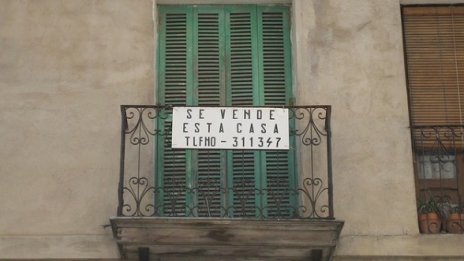 SE VENDE
ESTA CASA
TLFNO - 311347